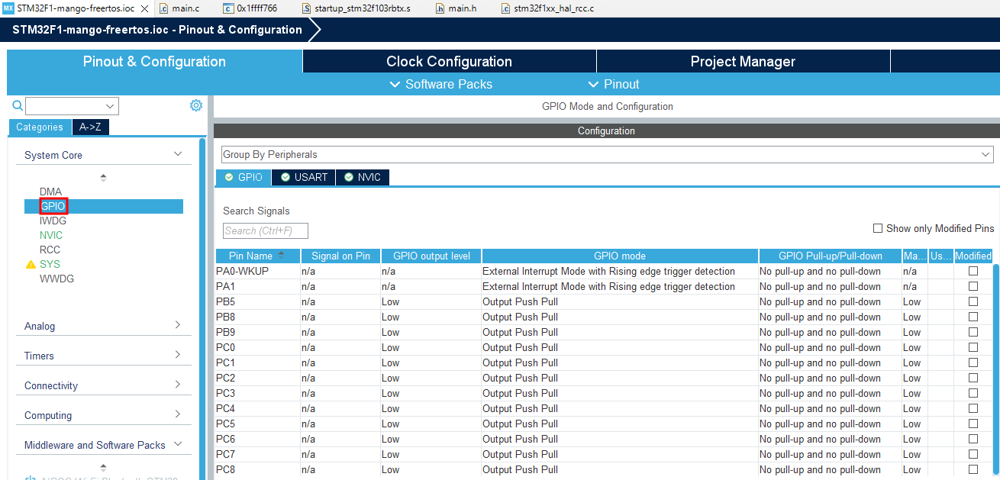 MX STM32F1-mango-freertos.ioc main.c 0x1ffff766 startup_stm32f103rbtx.s main.h stm32f1xx_hal_rcc.c
STM32F1-mango-freertos.ioc - Pinout & Configuration
Pinout & Configuration Clock Configuration Project Manager
Software Packs Pinout
GPIO Mode and Configuration
Categories A->Z
Configuration
System Core
Group By Peripherals
GPIO USART NVIC
DMA
GPIO
IWDG
NVIC
RCC
SYS
WWDG
Analog
Timers
Connectivity
Computing
Middleware and Software Packs
Search Signals
Search (Ctrl+F) Show only Modified Pins
Pin Name Signal on Pin GPIO output level GPIO mode GPIO Pull-up/Pull-down Ma... Us... Modified
PA0-WKUP n/a n/a External Interrupt Mode with Rising edge trigger detection No pull-up and no pull-down n/a
PA1 n/a n/a External Interrupt Mode with Rising edge trigger detection No pull-up and no pull-down n/a
PB5 n/a Low Output Push Pull No pull-up and no pull-down Low
PB8 n/a Low Output Push Pull No pull-up and no pull-down Low
PB9 n/a Low Output Push Pull No pull-up and no pull-down Low
PC0 n/a Low Output Push Pull No pull-up and no pull-down Low
PC1 n/a Low Output Push Pull No pull-up and no pull-down Low
PC2 n/a Low Output Push Pull No pull-up and no pull-down Low
PC3 n/a Low Output Push Pull No pull-up and no pull-down Low
PC4 n/a Low Output Push Pull No pull-up and no pull-down Low
PC5 n/a Low Output Push Pull No pull-up and no pull-down Low
PC6 n/a Low Output Push Pull No pull-up and no pull-down Low
PC7 n/a Low Output Push Pull No pull-up and no pull-down Low
PC8 n/a Low Output Push Pull No pull-up and no pull-down Low